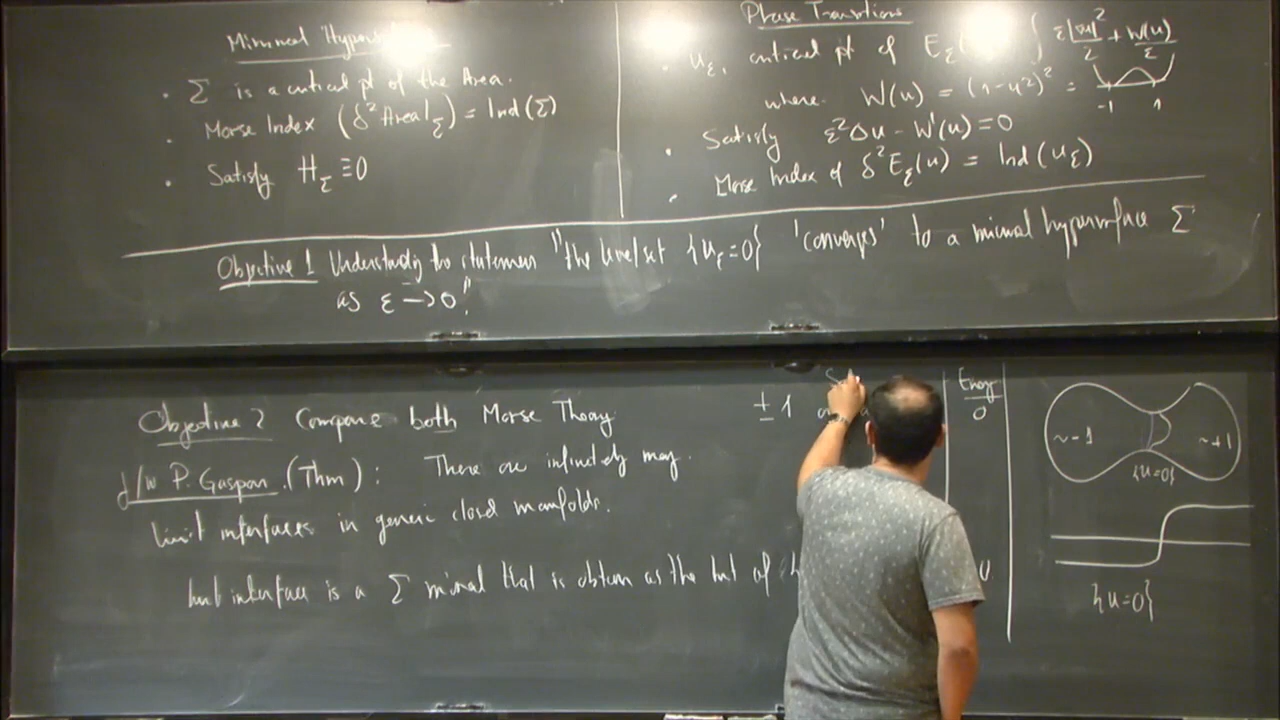 Minimal Hypers
· Σ is a critical pt of the Area.
· Morse Index (δ²Area|_Σ) = Ind(Σ)
· Satisfy H_Σ ≡ 0
Phase Transitions
· u_ε, critical pt of E_ε( ∫ ε|∇u|²/2 + W(u)/ε
where W(u) = (1-u²)² =
-1 1
· Satisfy ε²Δu - W'(u) = 0
· Morse Index of δ²E_ε(u) = Ind(u_ε)
Objective 1 Understanding the statement "the level set {u_ε=0} 'converges' to a minimal hypersurface Σ
as ε → 0".
Objective 2 Compare both Morse Theory
j/w P. Gaspar (Thm): There are infinitely many
limit interfaces in generic closed manifolds.
limit interface is a Σ minimal that is obtain as the limit of
± 1
Energy
0
~-1 ~+1
{u=0}
{u=0}